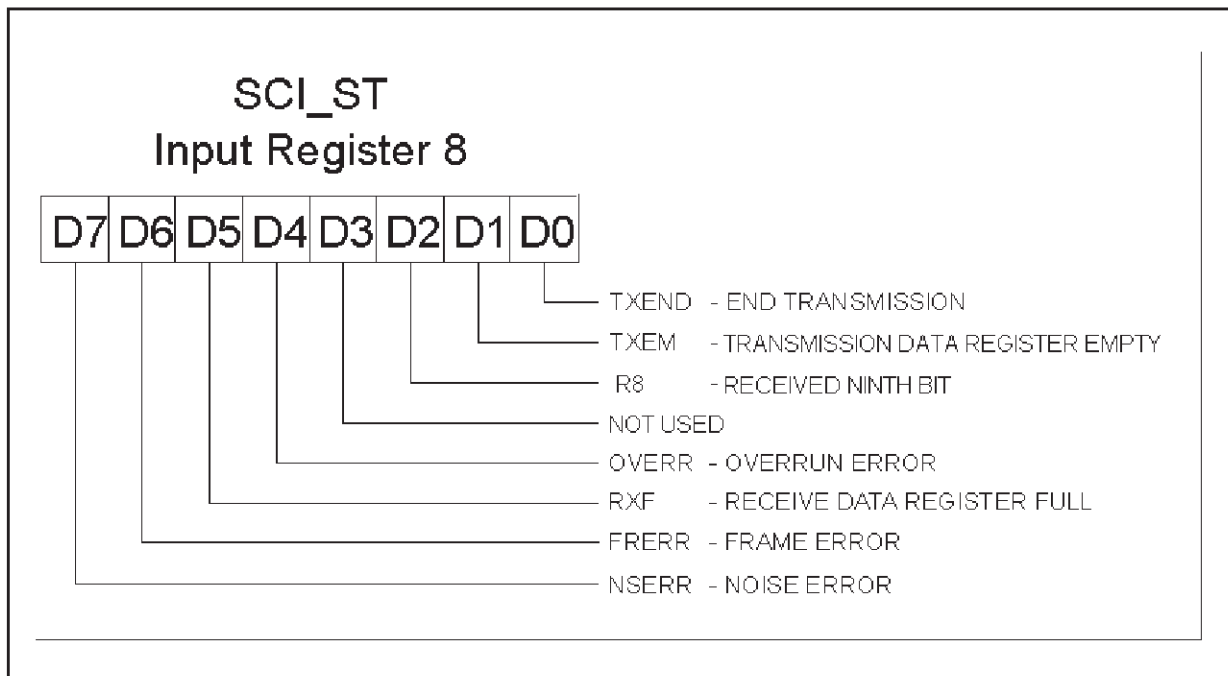 SCI_ST
Input Register 8
D7 D6 D5 D4 D3 D2 D1 D0
TXEND - END TRANSMISSION
TXEM - TRANSMISSION DATA REGISTER EMPTY
R8 - RECEIVED NINTH BIT
NOT USED
OVERR - OVERRUN ERROR
RXF - RECEIVE DATA REGISTER FULL
FRERR - FRAME ERROR
NSERR - NOISE ERROR